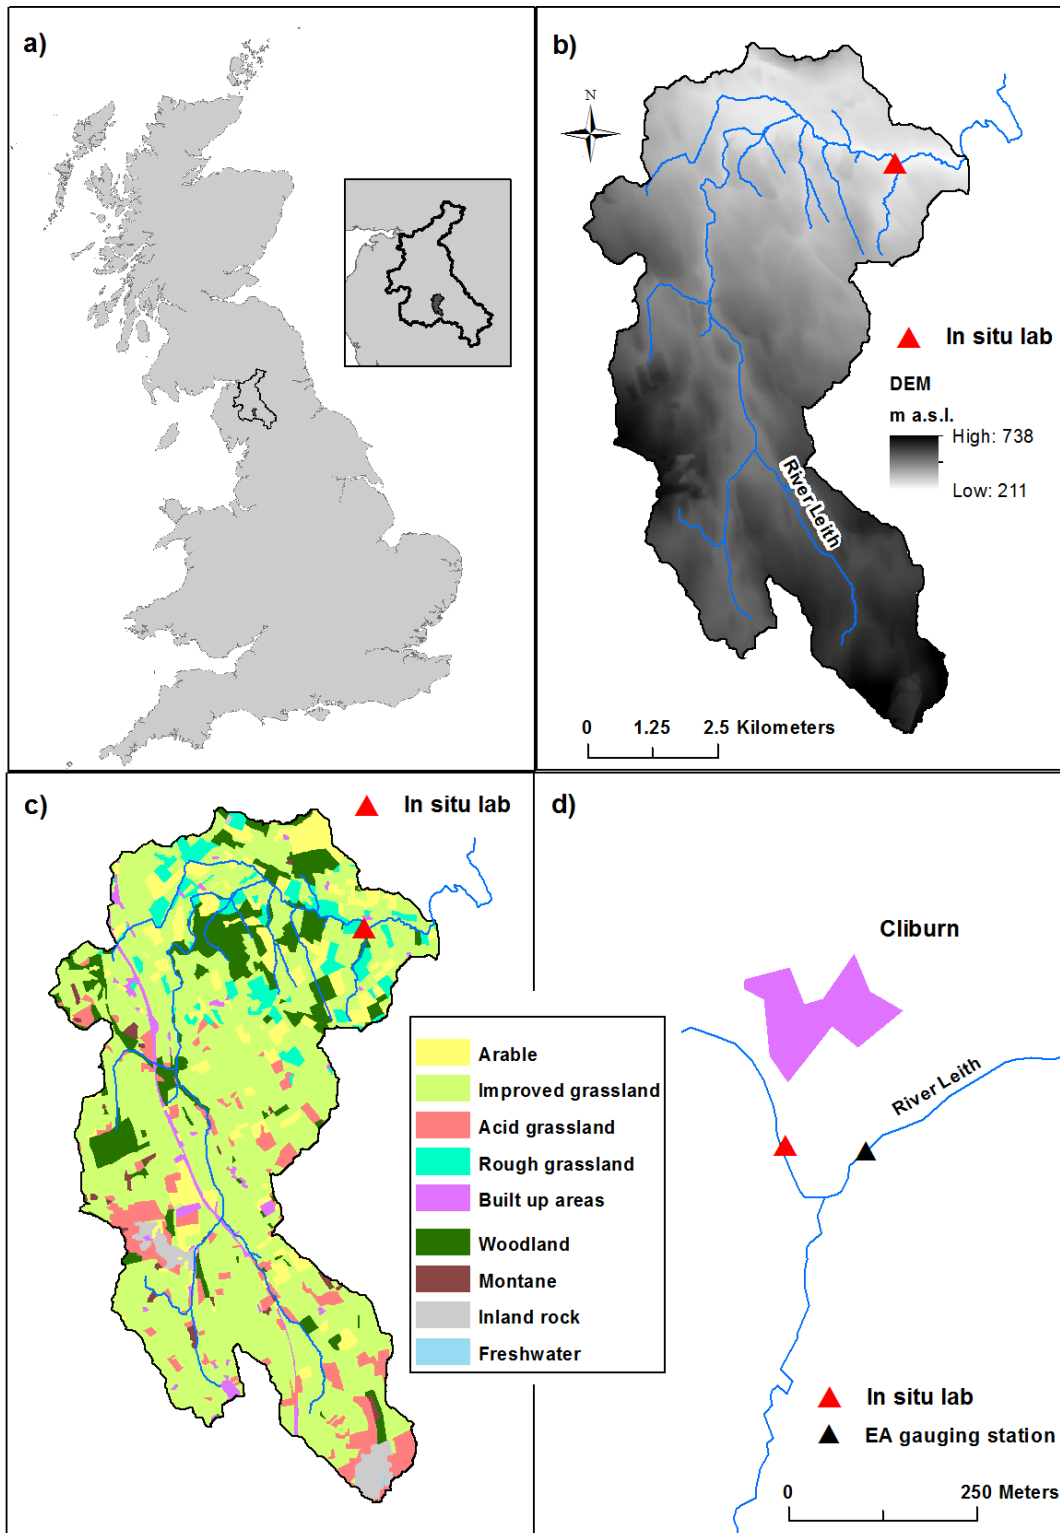 a)
b)
N
In situ lab
DEM
m a.s.l.
High: 738
Low: 211
River Leith
0 1.25 2.5 Kilometers
c)
In situ lab
Arable
Improved grassland
Acid grassland
Rough grassland
Built up areas
Woodland
Montane
Inland rock
Freshwater
d)
Cliburn
River Leith
In situ lab
EA gauging station
0 250 Meters